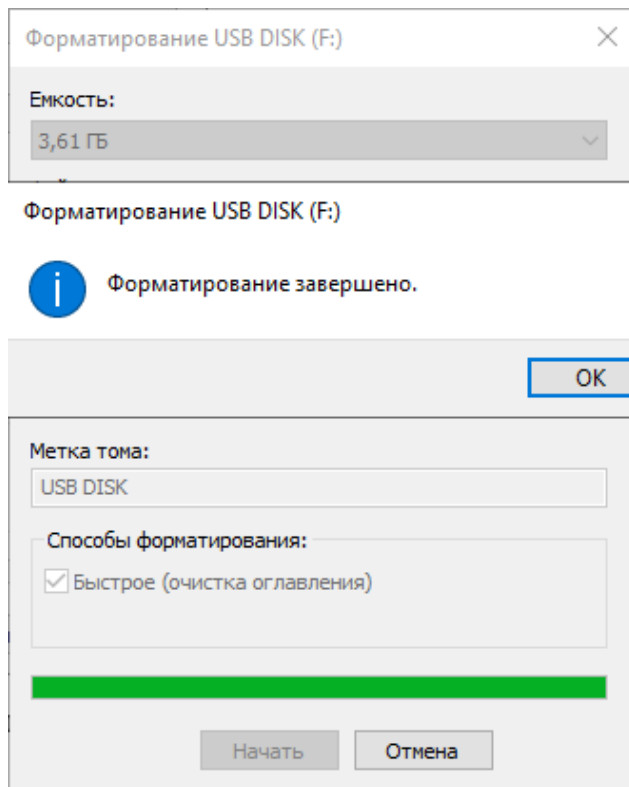 Форматирование USB DISK (F:)
Емкость:
3,61 ГБ
Форматирование USB DISK (F:)
Форматирование завершено.
OK
Метка тома:
USB DISK
Способы форматирования:
Быстрое (очистка оглавления)
Начать
Отмена